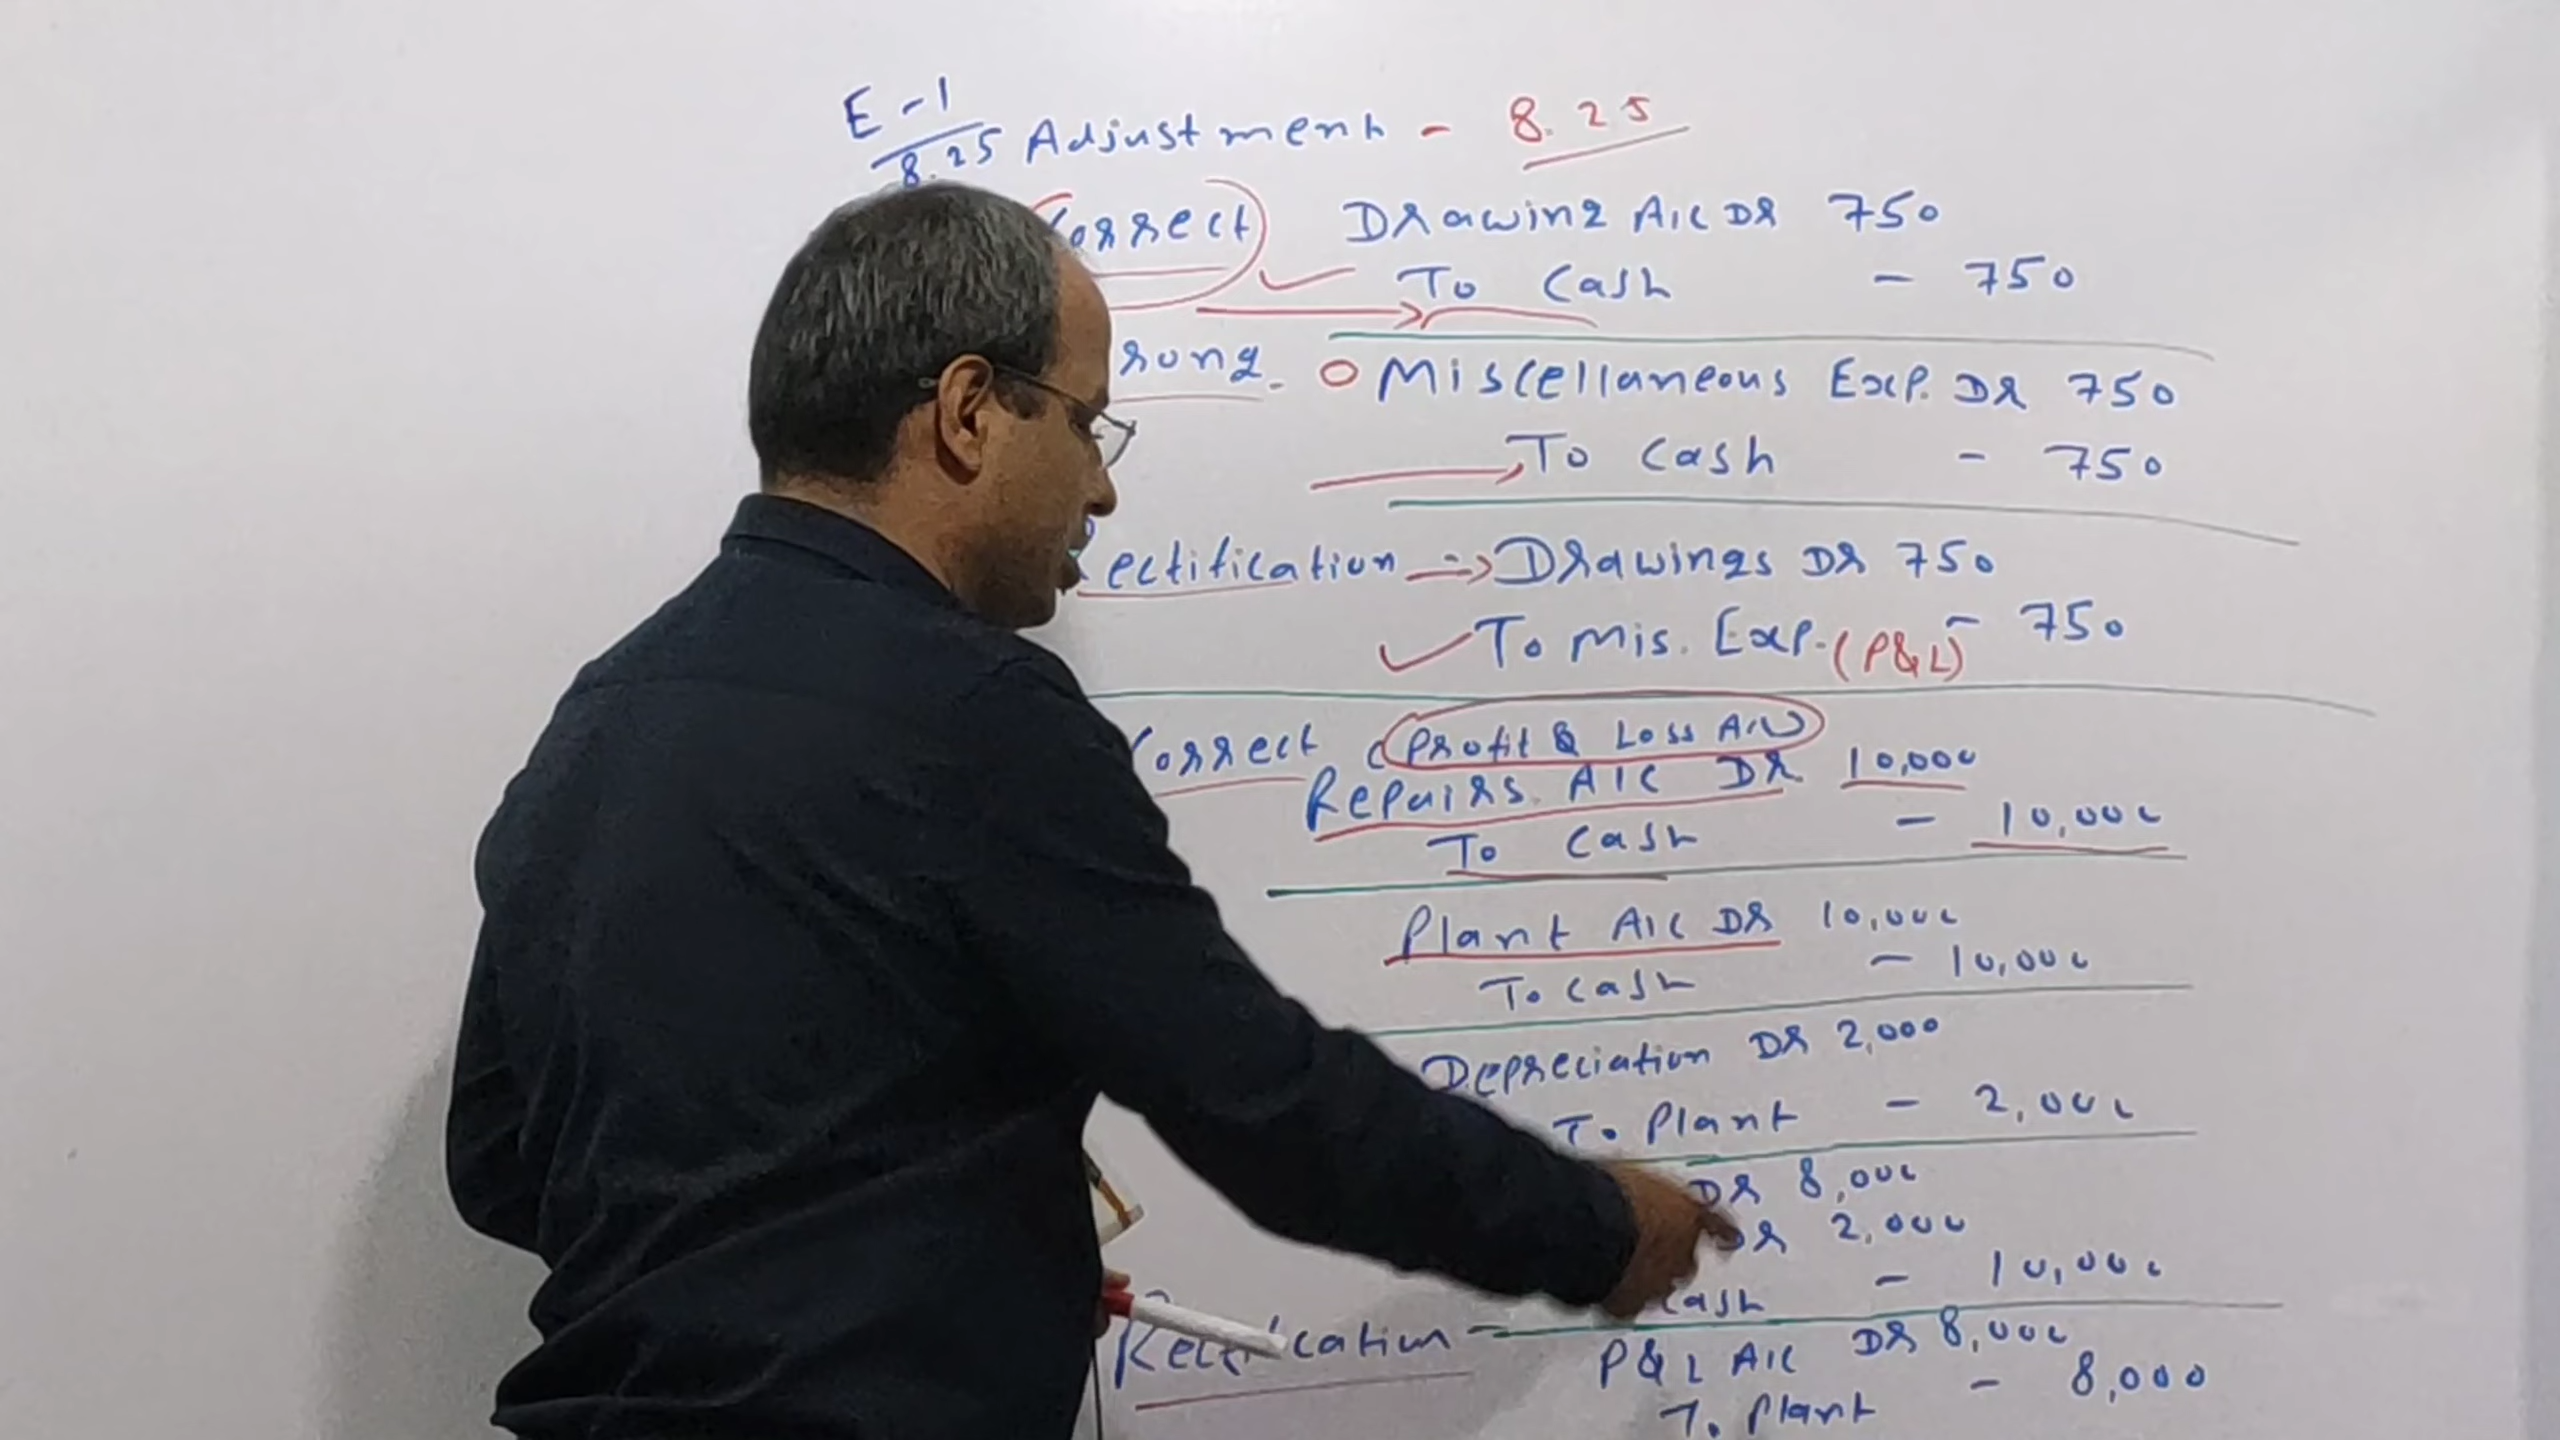 E-1
8.25 Adjustment - 8.25
Correct Drawing A/C DR 750
To Cash - 750
rong. Miscellaneous Exp. DR 750
To Cash - 750
ectification => Drawings DR 750
To Mis. Exp. (P&L) - 750
Correct (Profit & Loss A/C)
Repairs A/C DR. 10,000
To Cash - 10,000
Plant A/C DR 10,000
To Cash - 10,000
Depreciation DR 2,000
To Plant - 2,000
DR 8,000
DR 2,000
Cash - 10,000
Rectification - P&L A/C DR 8,000
To Plant - 8,000